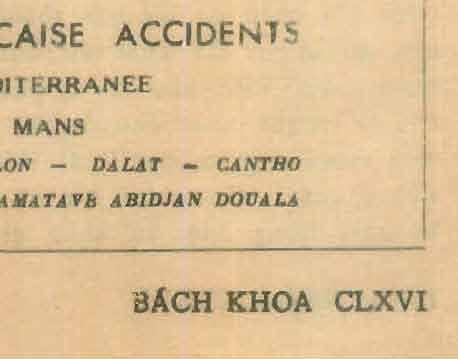 CAISE ACCIDENTS
DITERRANEE
MANS
LON — DALAT — CANTHO
AMATAVE ABIDJAN DOUALA
BÁCH KHOA CLXVI